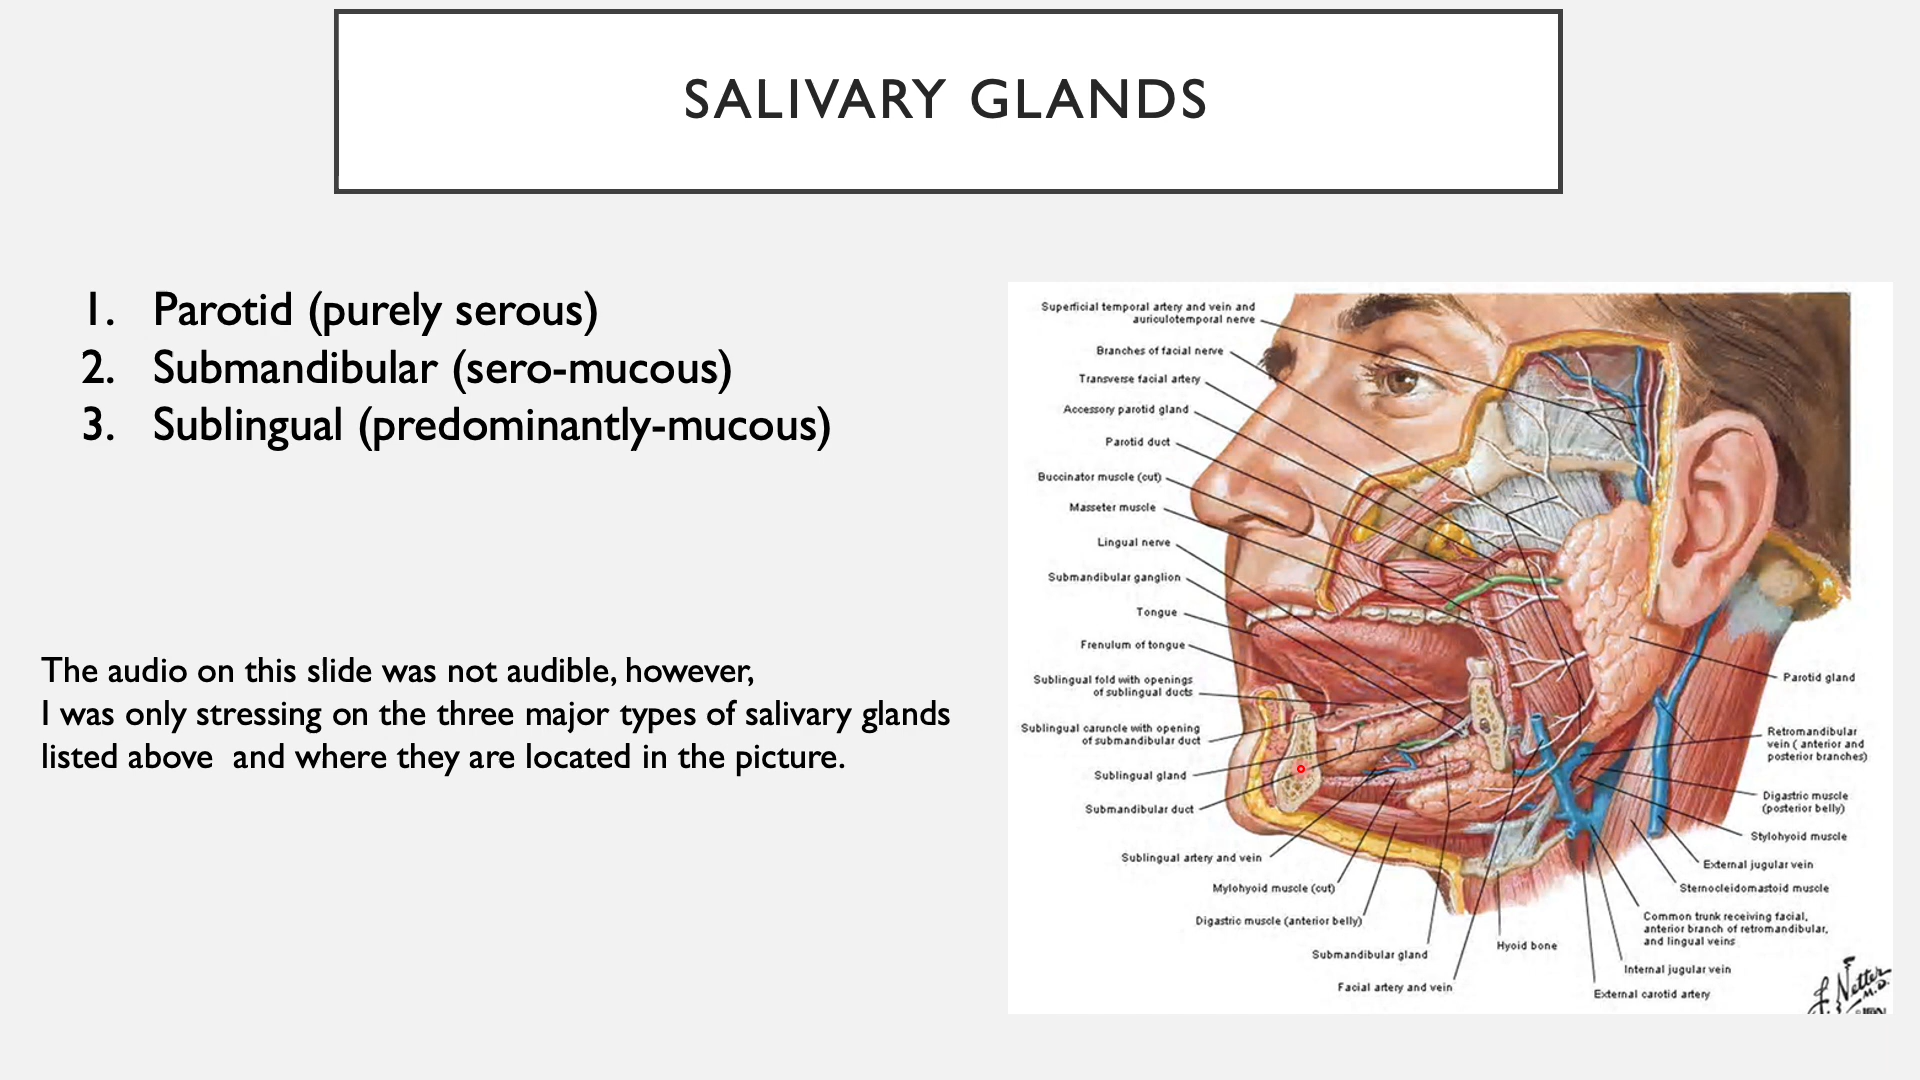 SALIVARY GLANDS
1. Parotid (purely serous)
2. Submandibular (sero-mucous)
3. Sublingual (predominantly-mucous)
The audio on this slide was not audible, however,
I was only stressing on the three major types of salivary glands
listed above and where they are located in the picture.
Superficial temporal artery and vein and
auriculotemporal nerve
Branches of facial nerve
Transverse facial artery
Accessory parotid gland
Parotid duct
Buccinator muscle (cut)
Masseter muscle
Lingual nerve
Submandibular ganglion
Tongue
Frenulum of tongue
Sublingual fold with openings
of sublingual ducts
Sublingual caruncle with opening
of submandibular duct
Sublingual gland
Submandibular duct
Sublingual artery and vein
Mylohyoid muscle (cut)
Digastric muscle (anterior belly)
Submandibular gland
Facial artery and vein
Hyoid bone
Parotid gland
Retromandibular
vein ( anterior and
posterior branches)
Digastric muscle
(posterior belly)
Stylohyoid muscle
External jugular vein
Sternocleidomastoid muscle
Common trunk receiving facial,
anterior branch of retromandibular,
and lingual veins
Internal jugular vein
External carotid artery
F. Netter
M.D.